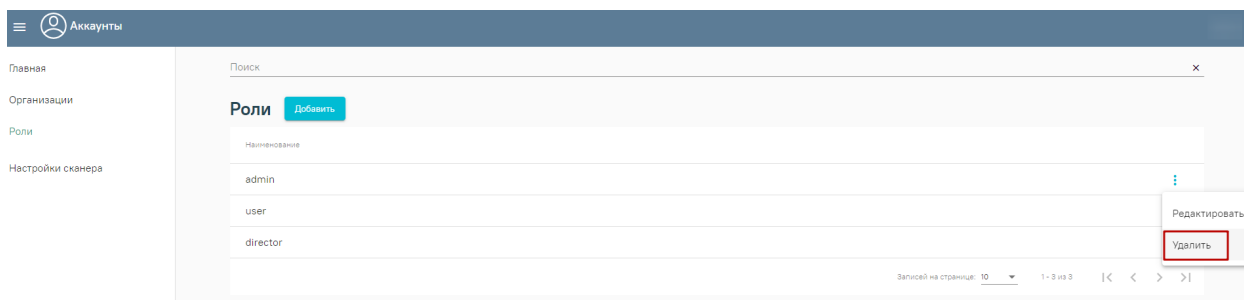 Аккаунты
Главная
Организации
Роли
Настройки сканера
Поиск
Роли Добавить
Наименование
admin
user
director
Редактировать
Удалить
Записей на странице: 10 1 - 3 из 3